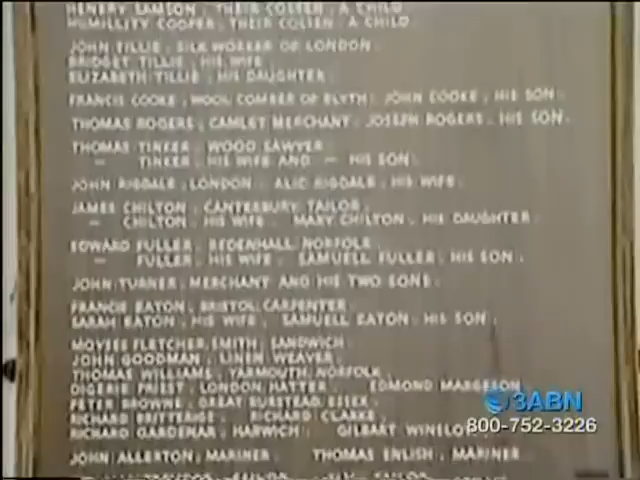 HENERY SAMSON, THEIR COUSEN, A CHILD
HUMILLITY COOPER, THEIR COUSEN, A CHILD
JOHN TILLIE, SILK WORKER OF LONDON.
BRIDGET TILLIE, HIS WIFE
ELIZABETH TILLIE, HIS DAUGHTER.
FRANCIS COOKE, WOOL COMBER OF BLYTH. JOHN COOKE, HIS SON.
THOMAS ROGERS, CAMLET MERCHANT. JOSEPH ROGERS, HIS SON.
THOMAS TINKER, WOOD SAWYER
— TINKER, HIS WIFE AND — HIS SON.
JOHN RIGDALE, LONDON. ALIC RIGDALE, HIS WIFE.
JAMES CHILTON, CANTERBURY TAILOR.
— CHILTON, HIS WIFE. MARY CHILTON, HIS DAUGHTER.
EDWARD FULLER, REDENHALL NORFOLK.
— FULLER, HIS WIFE. SAMUELL FULLER, HIS SON.
JOHN TURNER, MERCHANT AND HIS TWO SONS.
FRANCIS EATON, BRISTOL CARPENTER.
SARAH EATON, HIS WIFE. SAMUELL EATON, HIS SON.
MOYSES FLETCHER, SMITH, SANDWICH.
JOHN GOODMAN, LINEN WEAVER.
THOMAS WILLIAMS, YARMOUTH, NORFOLK.
DIGERIE PRIEST, LONDON HATTER. EDMOND MARGESON
PETER BROWNE, GREAT BURSTEAD, ESSEX.
RICHARD BETTERIGE. RICHARD CLARKE.
RICHARD GARDENAR, HARWICH. GILBART WINSLO
JOHN ALLERTON, MARINER. THOMAS ENLISH, MARINER.
3ABN
800-752-3226